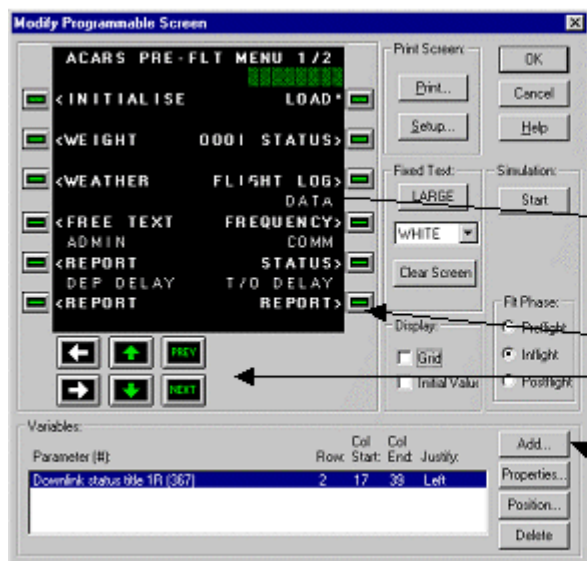 Modify Programmable Screen
ACARS PRE-FLT MENU 1/2
<INITIALISE LOAD*
<WEIGHT 0001 STATUS>
<WEATHER FLIGHT LOG>
DATA
<FREE TEXT FREQUENCY>
ADMIN COMM
<REPORT STATUS>
DEP DELAY T/O DELAY
<REPORT REPORT>
PREV
NEXT
Print Screen:
Print...
Setup...
OK
Cancel
Help
Fixed Text:
LARGE
WHITE
Clear Screen
Simulation:
Start
Display:
Grid
Initial Value
Flt Phase:
Preflight
Inflight
Postflight
Variables:
Parameter (#): Row: Col Start: Col End: Justify:
Downlink status title 1R (367) 2 17 39 Left
Add...
Properties...
Position...
Delete